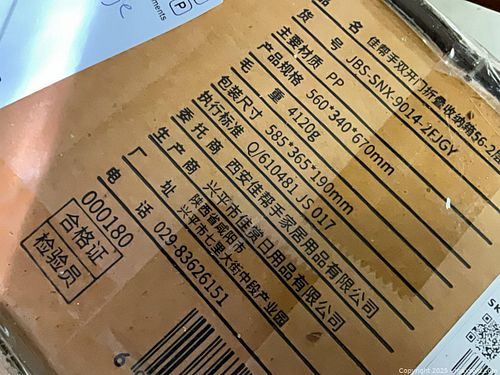 品 名 佳帮手双开门折叠收纳箱56-2
货 号 JBS-SNX-9014-2FJGY
主要材质 PP
产品规格 560*340*670mm
毛 重 4120g
包装尺寸 585*365*190mm
执行标准 Q/610481 JS 017
委托商 西安佳帮手家居用品有限公司
生产商 兴平市佳赏日用品有限公司
厂 址 陕西省咸阳市
兴平市七里大街中段产业园
电 话 029-83626151
000180
合格证
检验员
6